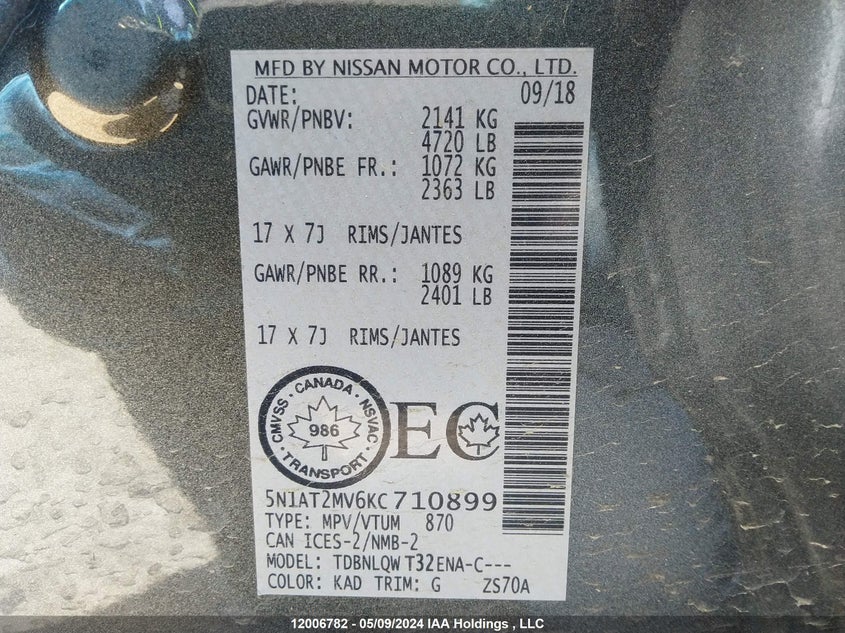 MFD BY NISSAN MOTOR CO., LTD.
DATE: 09/18
GVWR/PNBV: 2141 KG
4720 LB
GAWR/PNBE FR.: 1072 KG
2363 LB
17 X 7J RIMS/JANTES
GAWR/PNBE RR.: 1089 KG
2401 LB
17 X 7J RIMS/JANTES
CMVSS · CANADA · NSVAC · TRANSPORT ·
986
EC
5N1AT2MV6KC710899
TYPE: MPV/VTUM 870
CAN ICES-2/NMB-2
MODEL: TDBNLQW T32ENA-C---
COLOR: KAD TRIM: G ZS70A
12006782 - 05/09/2024 IAA Holdings , LLC